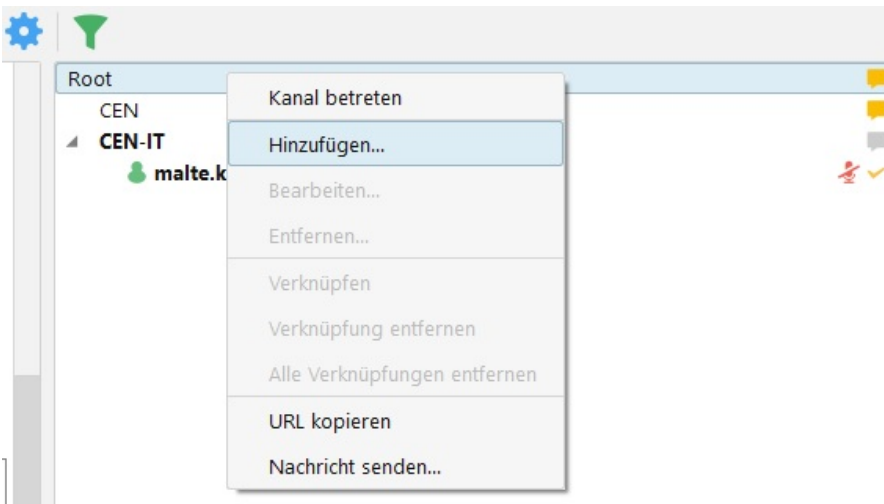 Root
CEN
CEN-IT
malte.k
Kanal betreten
Hinzufügen...
Bearbeiten...
Entfernen...
Verknüpfen
Verknüpfung entfernen
Alle Verknüpfungen entfernen
URL kopieren
Nachricht senden...